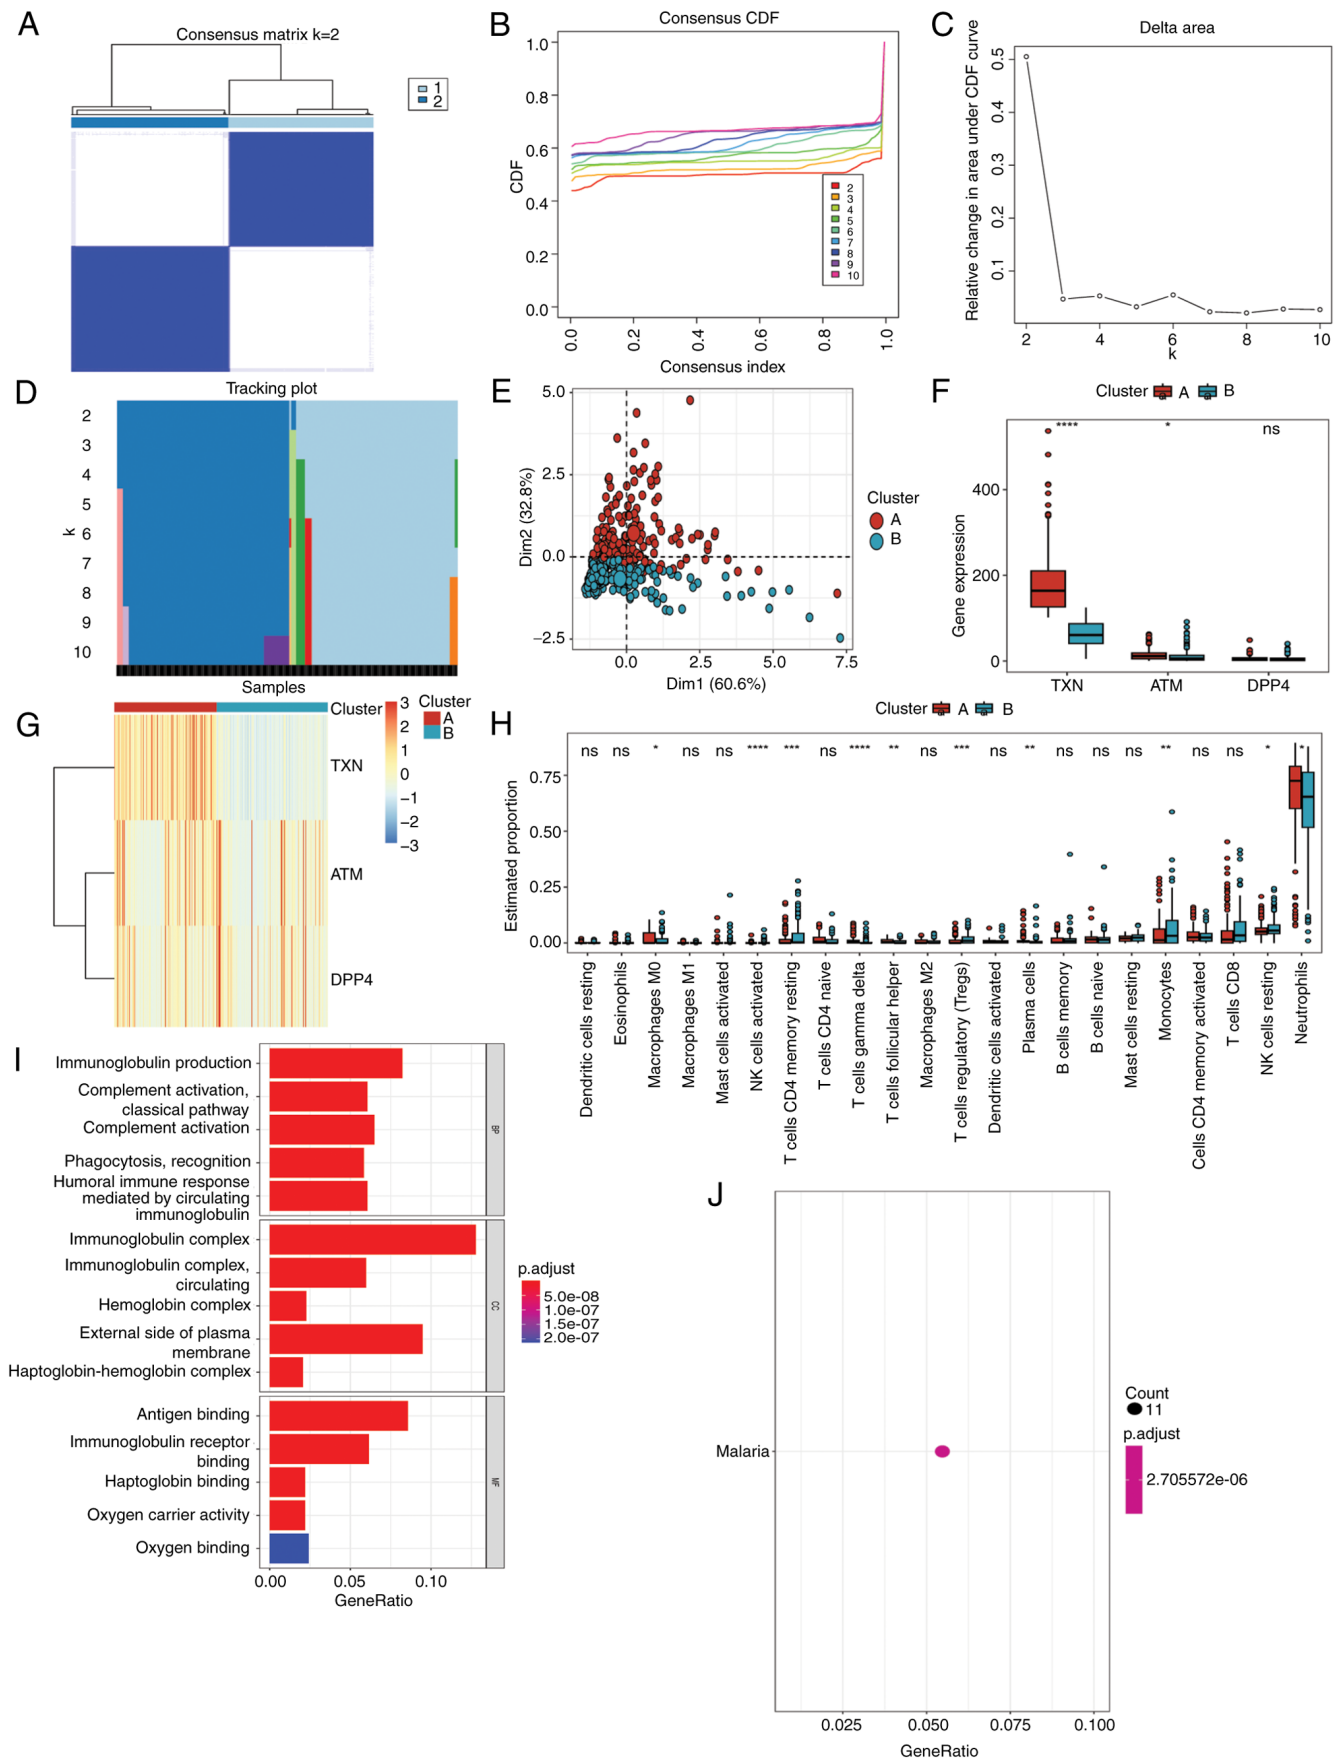 A
Consensus matrix k=2
1
2
B
Consensus CDF
CDF
1.0
0.8
0.6
0.4
0.2
0.0
2
3
4
5
6
7
8
9
10
0.0 0.2 0.4 0.6 0.8 1.0
Consensus index
C
Delta area
Relative change in area under CDF curve
0.5
0.4
0.3
0.2
0.1
2 4 6 8 10
k
D
Tracking plot
k
2
3
4
5
6
7
8
9
10
Samples
E
Dim2 (32.8%)
5.0
2.5
0.0
−2.5
0.0 2.5 5.0 7.5
Dim1 (60.6%)
Cluster
A
B
F
Cluster A B
Gene expression
400
200
0
**** * ns
TXN ATM DPP4
G
Cluster
TXN
ATM
DPP4
3
2
1
0
−1
−2
−3
Cluster
A
B
H
Cluster A B
Estimated proportion
0.75
0.50
0.25
0.00
ns ns * ns ns **** *** ns **** ** ns *** ns ** ns ns ns ** ns ns * *
Dendritic cells resting
Eosinophils
Macrophages M0
Macrophages M1
Mast cells activated
NK cells activated
T cells CD4 memory resting
T cells CD4 naive
T cells gamma delta
T cells follicular helper
Macrophages M2
T cells regulatory (Tregs)
Dendritic cells activated
Plasma cells
B cells memory
B cells naive
Mast cells resting
Monocytes
Cells CD4 memory activated
T cells CD8
NK cells resting
Neutrophils
I
Immunoglobulin production
Complement activation,
classical pathway
Complement activation
Phagocytosis, recognition
Humoral immune response
mediated by circulating
immunoglobulin
BP
Immunoglobulin complex
Immunoglobulin complex,
circulating
Hemoglobin complex
External side of plasma
membrane
Haptoglobin-hemoglobin complex
CC
Antigen binding
Immunoglobulin receptor
binding
Haptoglobin binding
Oxygen carrier activity
Oxygen binding
MF
0.00 0.05 0.10
GeneRatio
p.adjust
5.0e-08
1.0e-07
1.5e-07
2.0e-07
J
Malaria
0.025 0.050 0.075 0.100
GeneRatio
Count
11
p.adjust
2.705572e-06